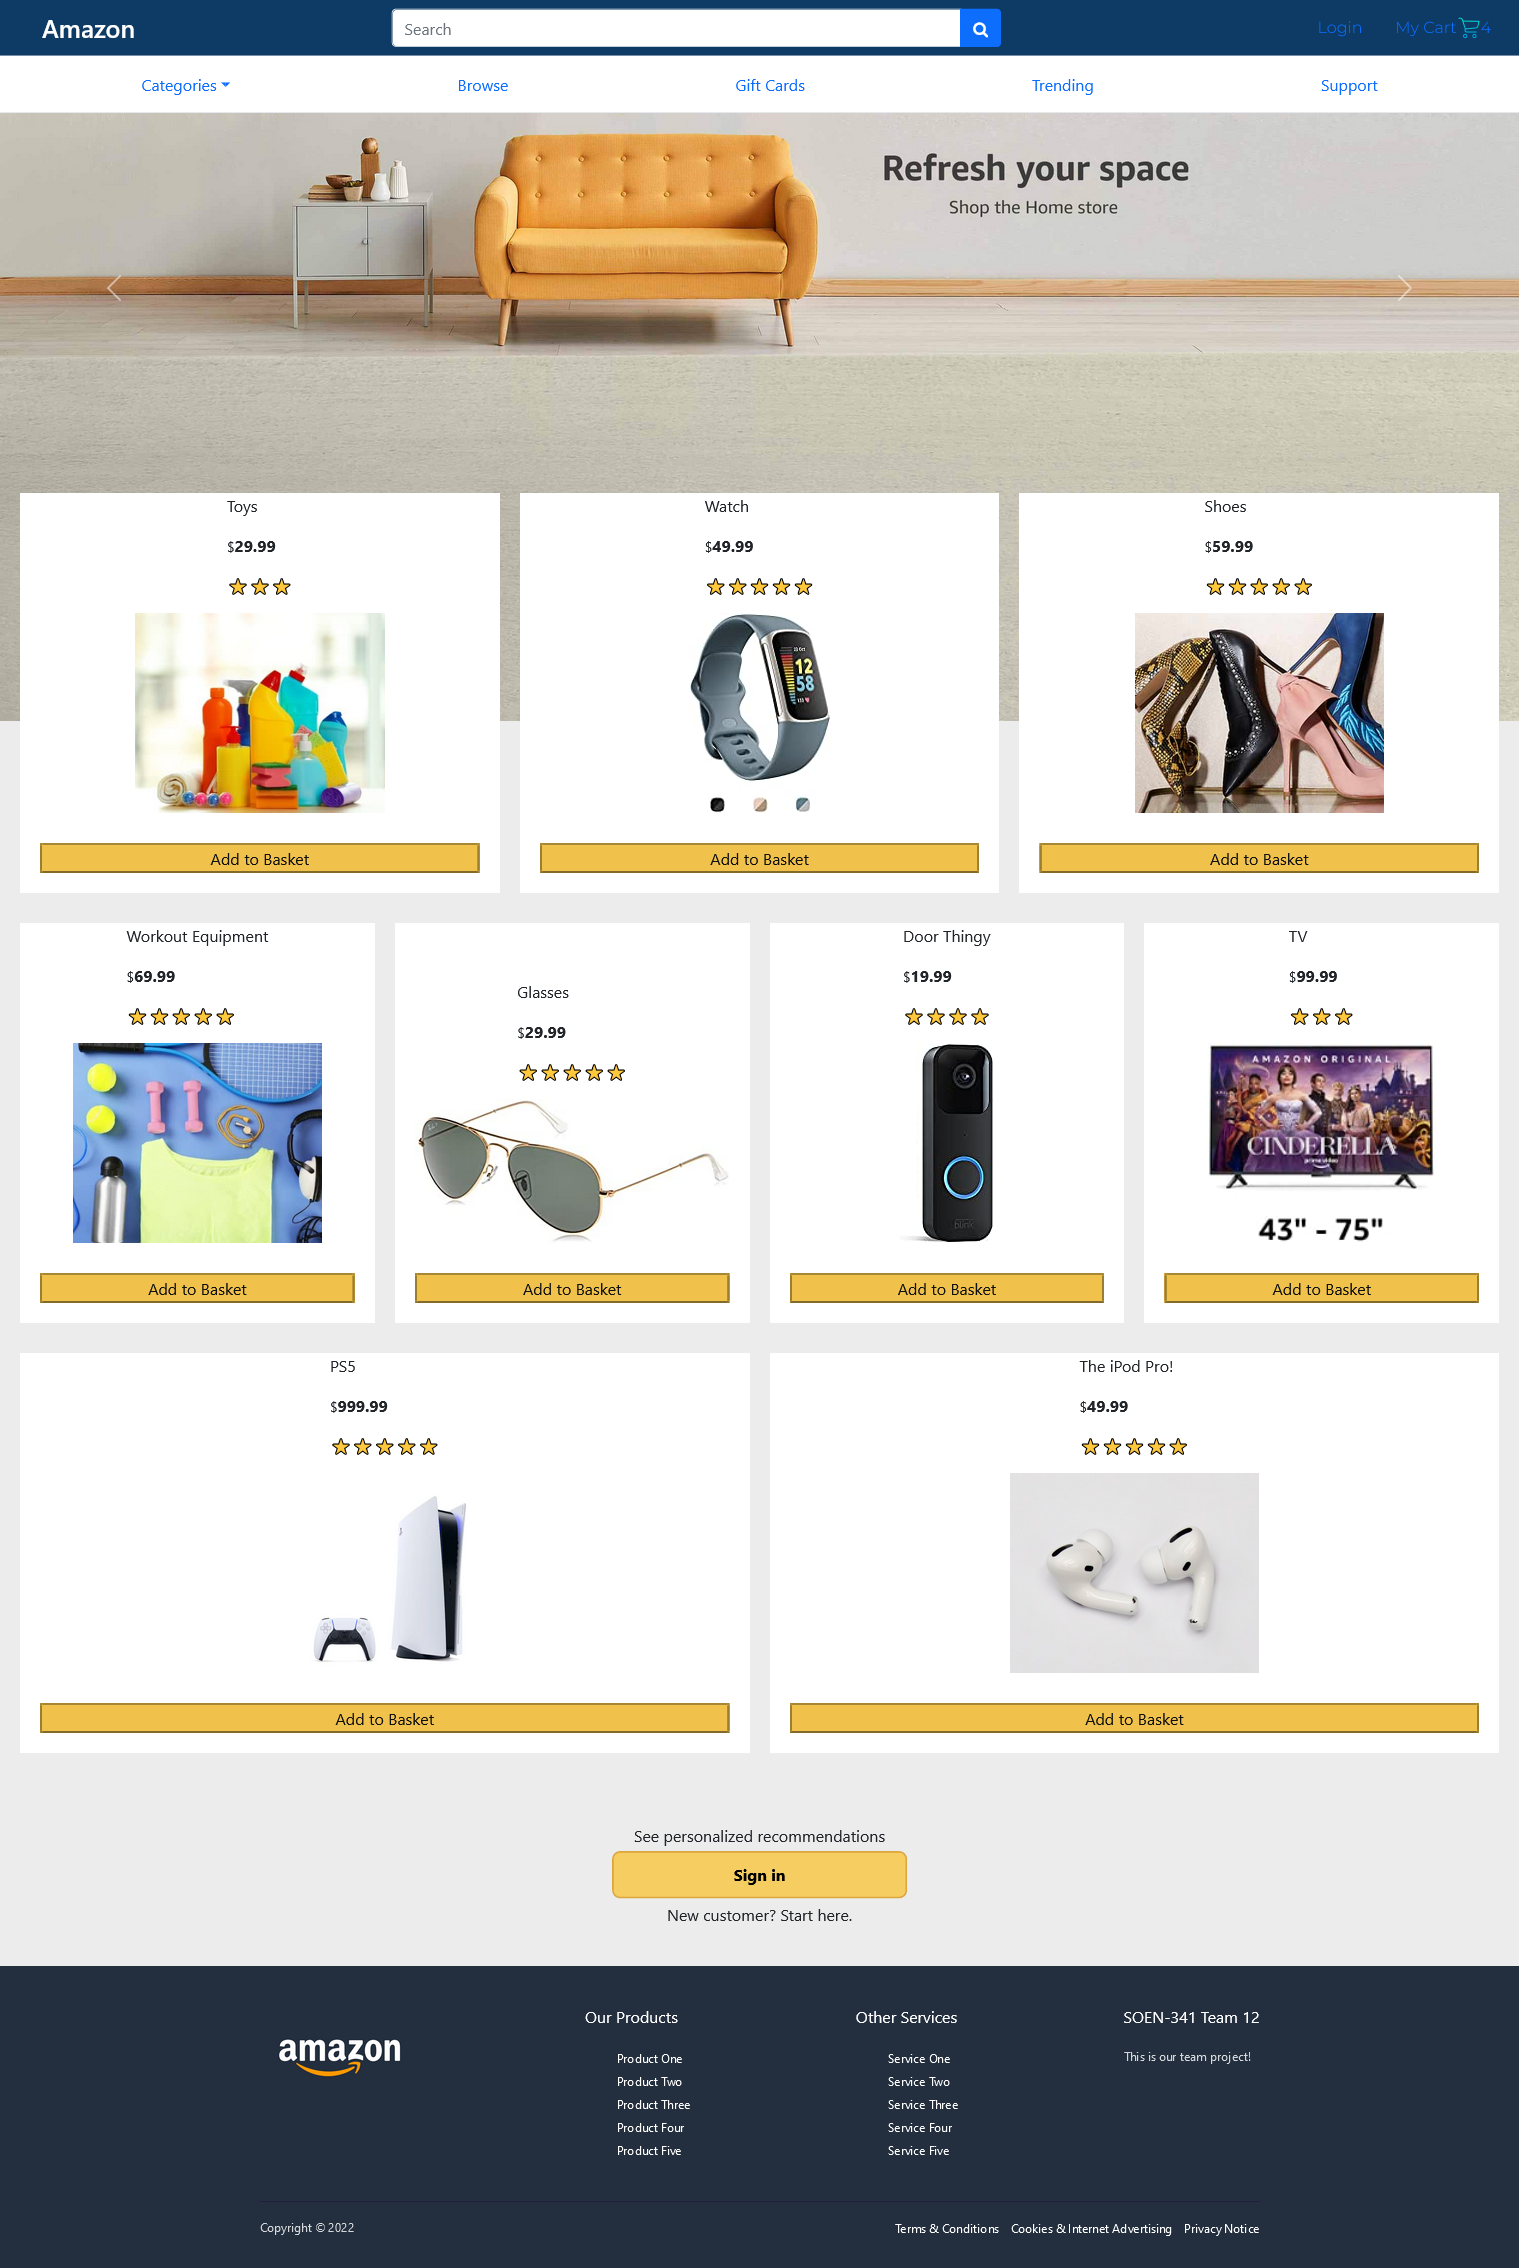 Amazon
Search
Login
My Cart 4
Categories
Browse
Gift Cards
Trending
Support
Refresh your space
Shop the Home store
Toys
$29.99
Watch
$49.99
12
58
Shoes
$59.99
Add to Basket
Add to Basket
Add to Basket
Workout Equipment
$69.99
Glasses
$29.99
Door Thingy
$19.99
blink
TV
$99.99
AMAZON ORIGINAL
CINDERELLA
prime video
43" - 75"
Add to Basket
Add to Basket
Add to Basket
Add to Basket
PS5
$999.99
The iPod Pro!
$49.99
Add to Basket
Add to Basket
See personalized recommendations
Sign in
New customer? Start here.
amazon
Our Products
Product One
Product Two
Product Three
Product Four
Product Five
Other Services
Service One
Service Two
Service Three
Service Four
Service Five
SOEN-341 Team 12
This is our team project!
Copyright © 2022
Terms & Conditions
Cookies & Internet Advertising
Privacy Notice